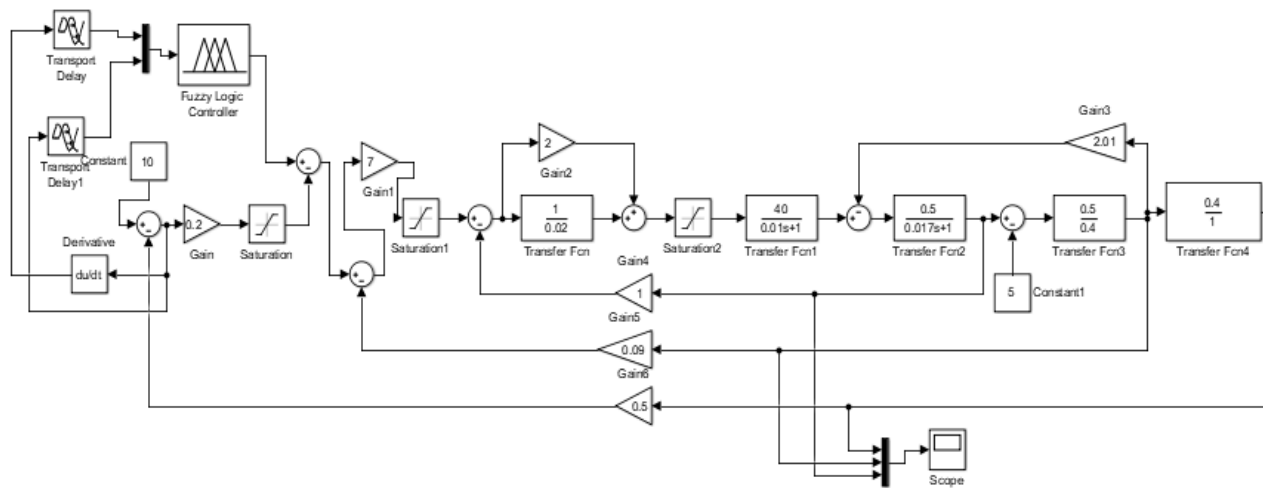 Transport
Delay
Fuzzy Logic
Controller
Transport
Delay1
Constant
10
Derivative
du/dt
0.2
Gain
Saturation
7
Gain1
Saturation1
2
Gain2
1
0.02
Transfer Fcn
Saturation2
40
0.01s+1
Transfer Fcn1
0.5
0.017s+1
Transfer Fcn2
0.5
0.4
Transfer Fcn3
0.4
1
Transfer Fcn4
Gain3
2.01
5
Constant1
Gain4
1
Gain5
0.09
Gain6
0.5
Scope